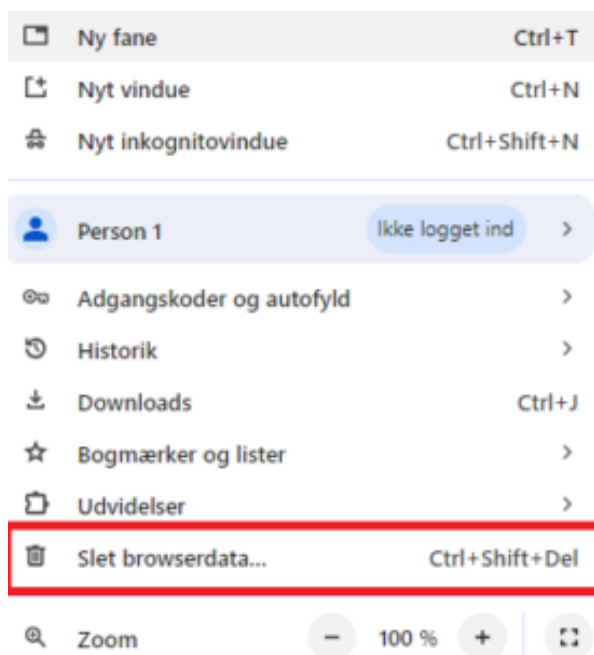 Ny fane Ctrl+T
Nyt vindue Ctrl+N
Nyt inkognitovindue Ctrl+Shift+N
Person 1 Ikke logget ind
Adgangskoder og autofyld
Historik
Downloads Ctrl+J
Bogmærker og lister
Udvidelser
Slet browserdata... Ctrl+Shift+Del
Zoom − 100 % +